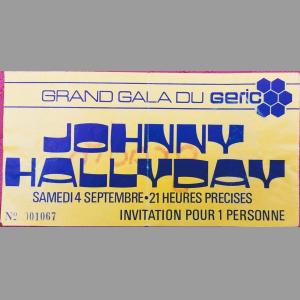 GRAND GALA DU Geric
JOHNNY
HALLYDAY
SAMEDI 4 SEPTEMBRE • 21 HEURES PRECISES
Nº 001067 INVITATION POUR 1 PERSONNE